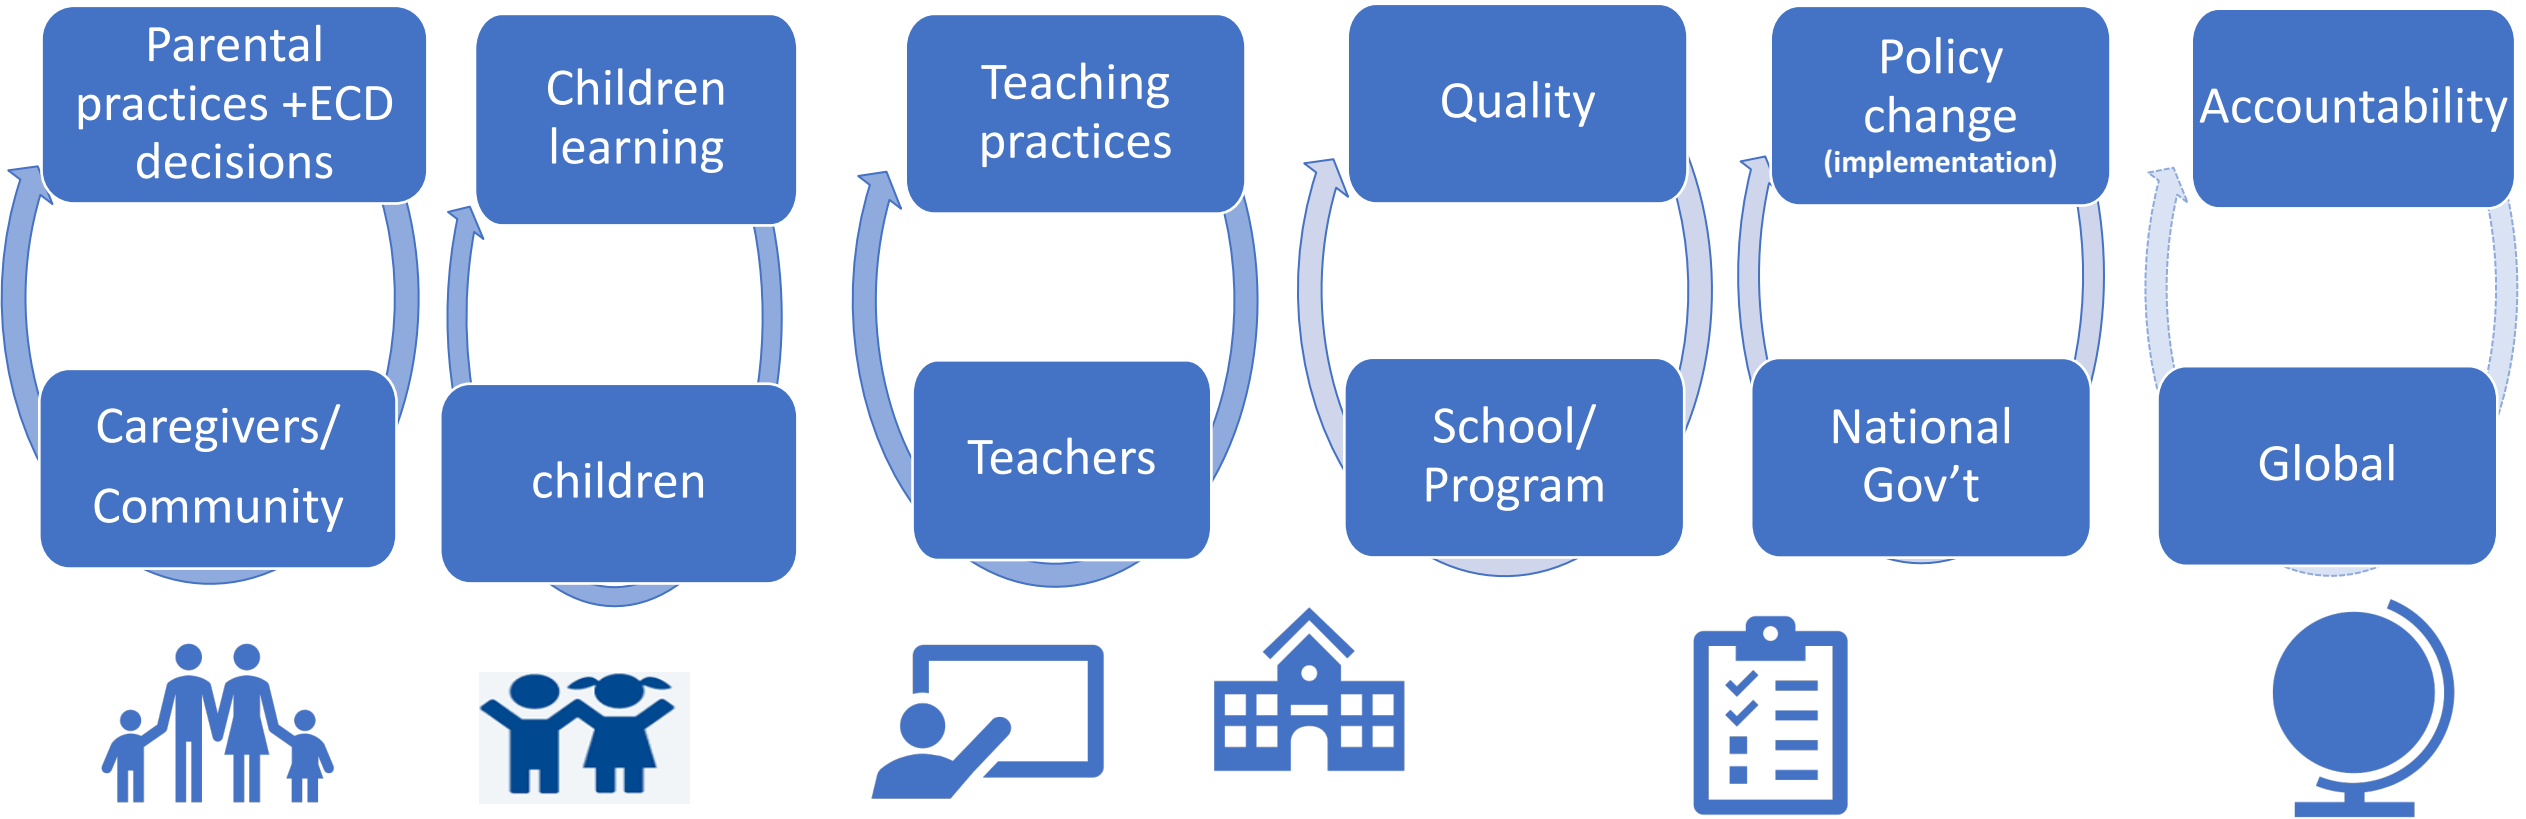 Parental
practices +ECD
decisions
Children
learning
Teaching
practices
Quality
Policy
change
(implementation)
Accountability
Caregivers/
Community
children
Teachers
School/
Program
National
Gov’t
Global